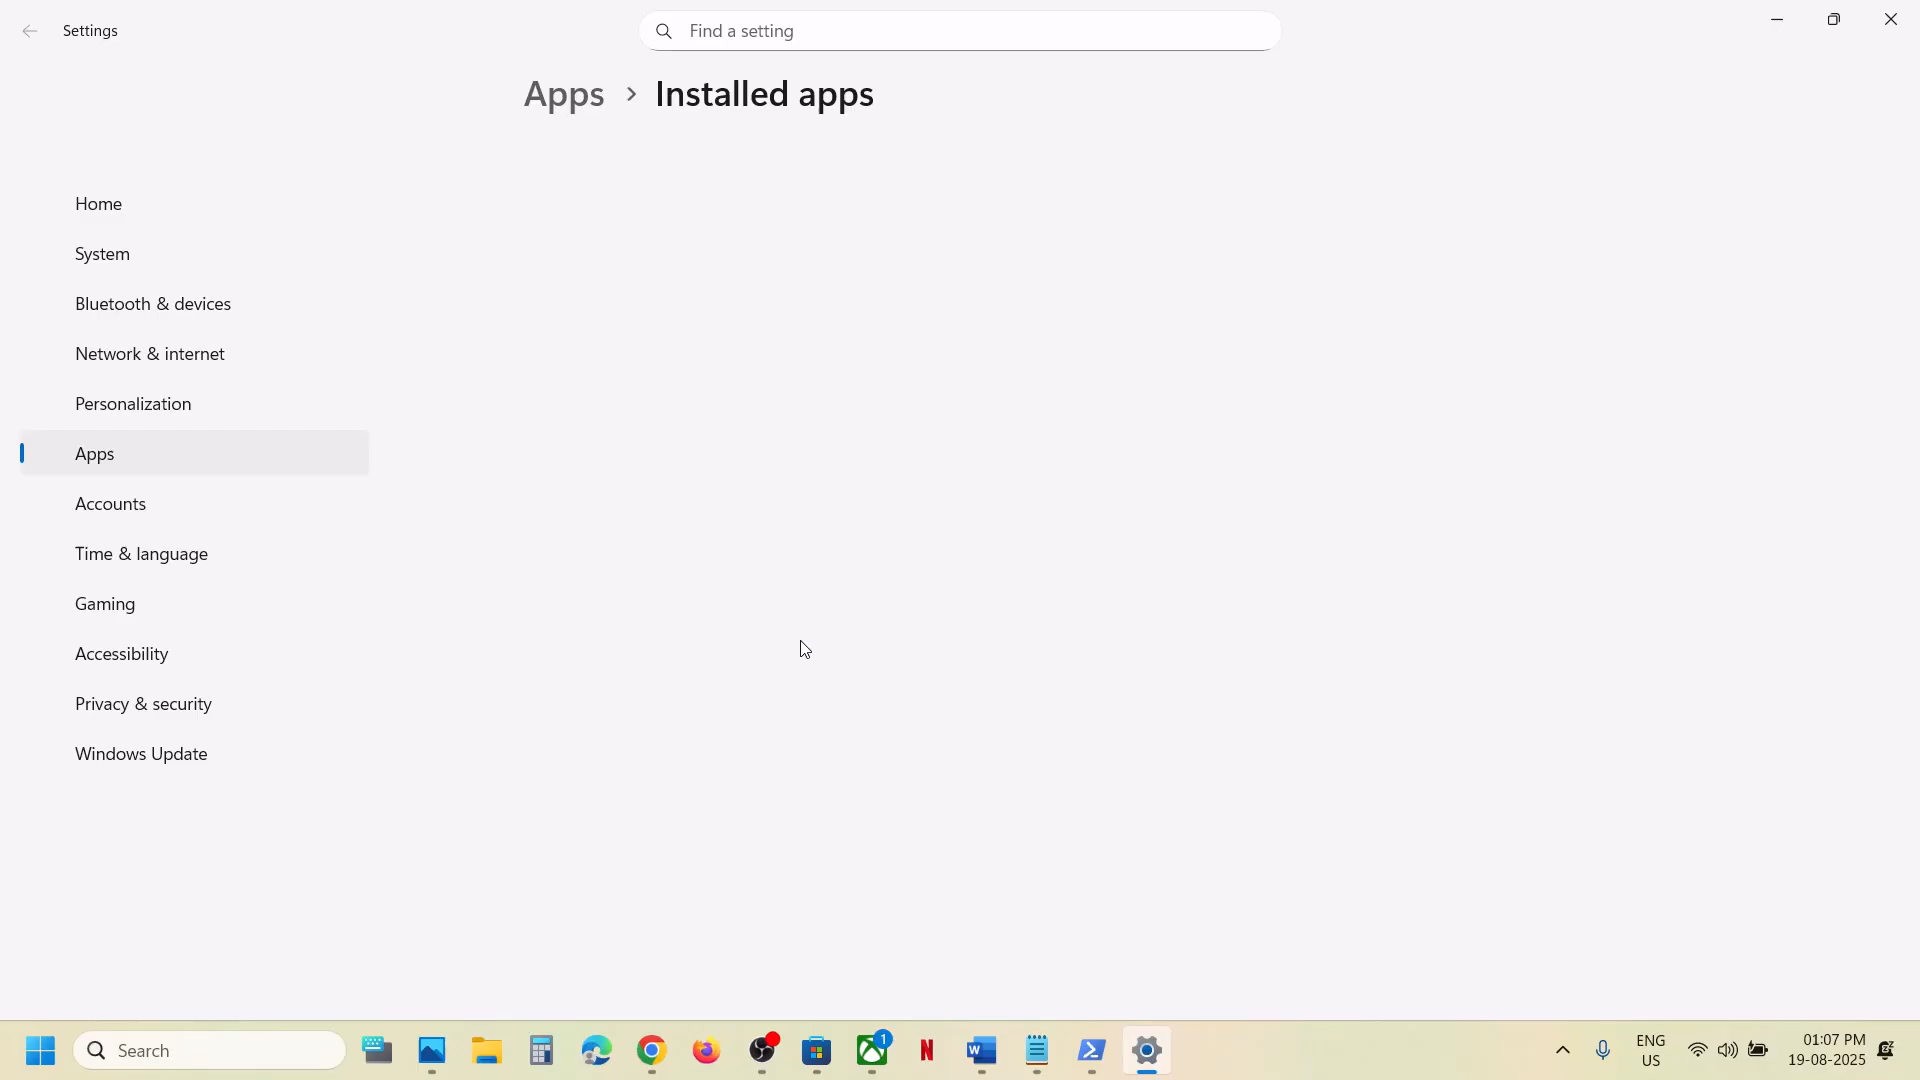 Settings
Find a setting
Apps > Installed apps
Home
System
Bluetooth & devices
Network & internet
Personalization
Apps
Accounts
Time & language
Gaming
Accessibility
Privacy & security
Windows Update
Search
1
N
W
ENG
US
01:07 PM
19-08-2025